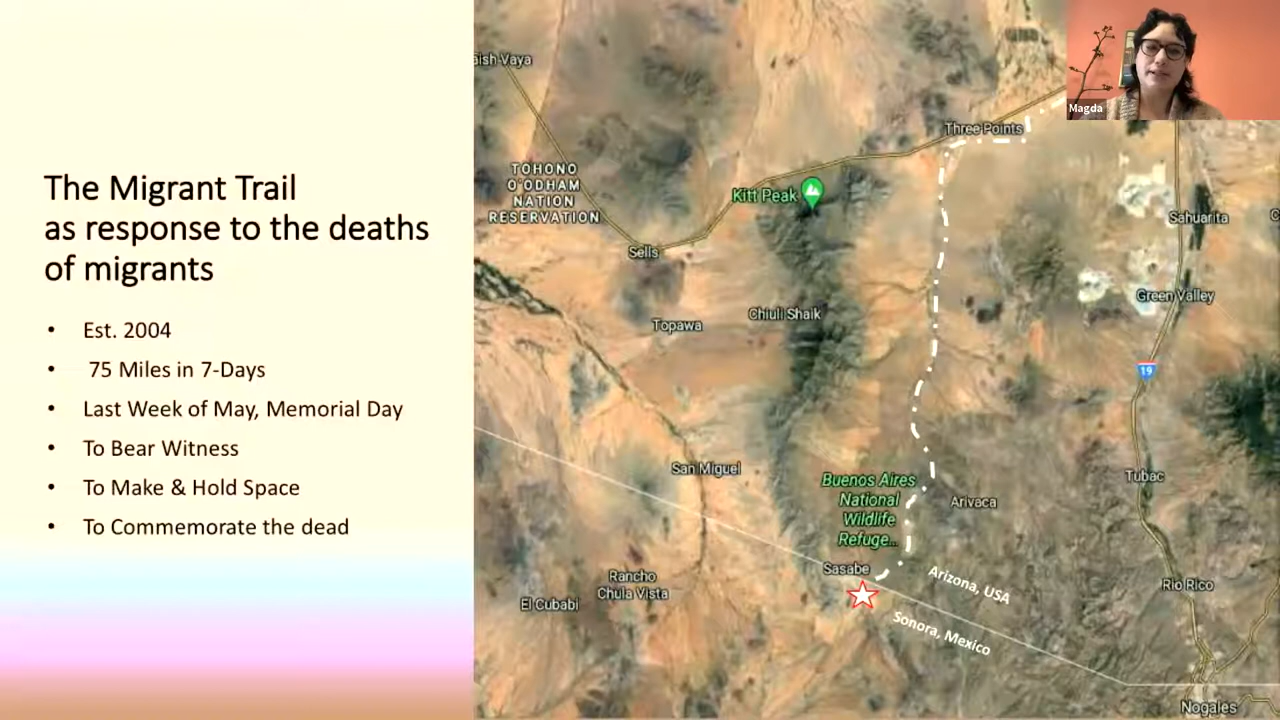 The Migrant Trail
as response to the deaths
of migrants
• Est. 2004
• 75 Miles in 7-Days
• Last Week of May, Memorial Day
• To Bear Witness
• To Make & Hold Space
• To Commemorate the dead
Magda
aish-Vaya
Three Points
TOHONO
O'ODHAM
NATION
RESERVATION
Kitt Peak
Sahuarita
Sells
Green Valley
Topawa
Chiuli Shaik
19
San Miguel
Tubac
Buenos Aires
National
Wildlife
Refuge...
Arivaca
Sasabe
Arizona, USA
Rancho
Chula Vista
Rio Rico
El Cubabi
Sonora, Mexico
Nogales